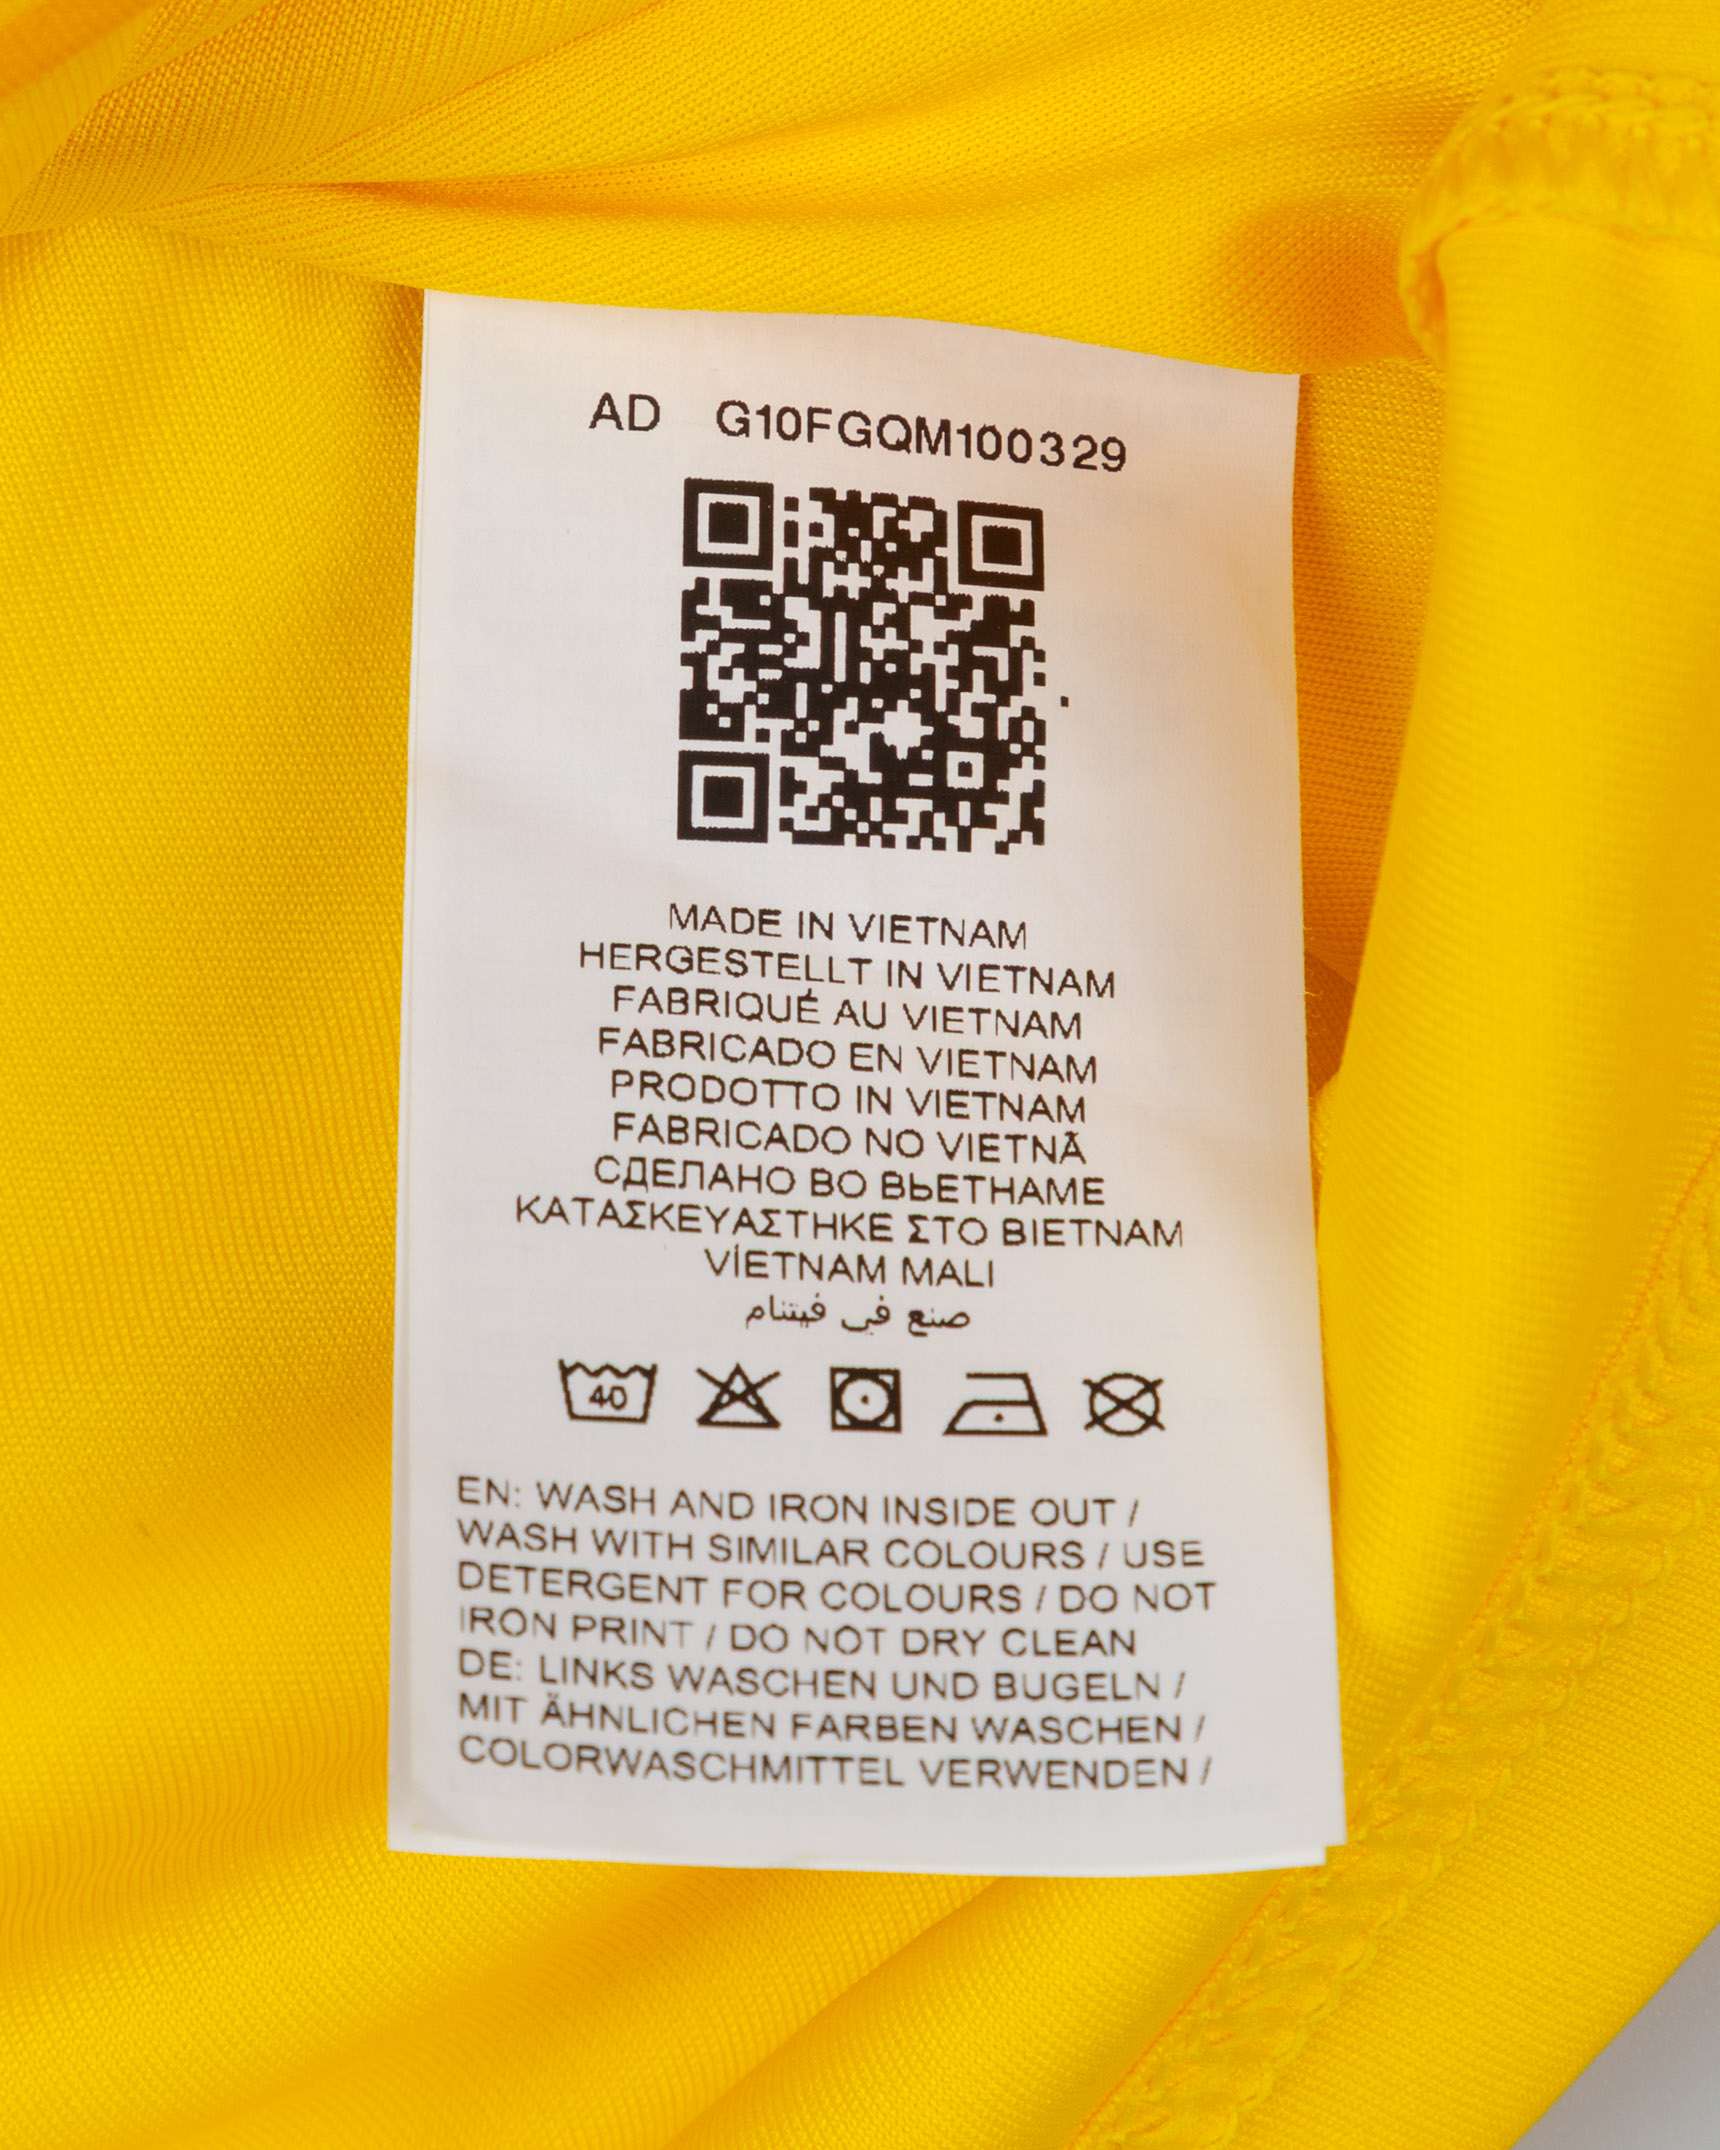 AD G10FGQM100329
MADE IN VIETNAM
HERGESTELLT IN VIETNAM
FABRIQUÉ AU VIETNAM
FABRICADO EN VIETNAM
PRODOTTO IN VIETNAM
FABRICADO NO VIETNÃ
СДЕЛАНО ВО ВЬЕТНАМЕ
ΚΑΤΑΣΚΕΥΑΣΤΗΚΕ ΣΤΟ ΒΙΕΤΝΑΜ
VİETNAM MALI
صنع في فيتنام
40
EN: WASH AND IRON INSIDE OUT /
WASH WITH SIMILAR COLOURS / USE
DETERGENT FOR COLOURS / DO NOT
IRON PRINT / DO NOT DRY CLEAN
DE: LINKS WASCHEN UND BUGELN /
MIT ÄHNLICHEN FARBEN WASCHEN /
COLORWASCHMITTEL VERWENDEN /